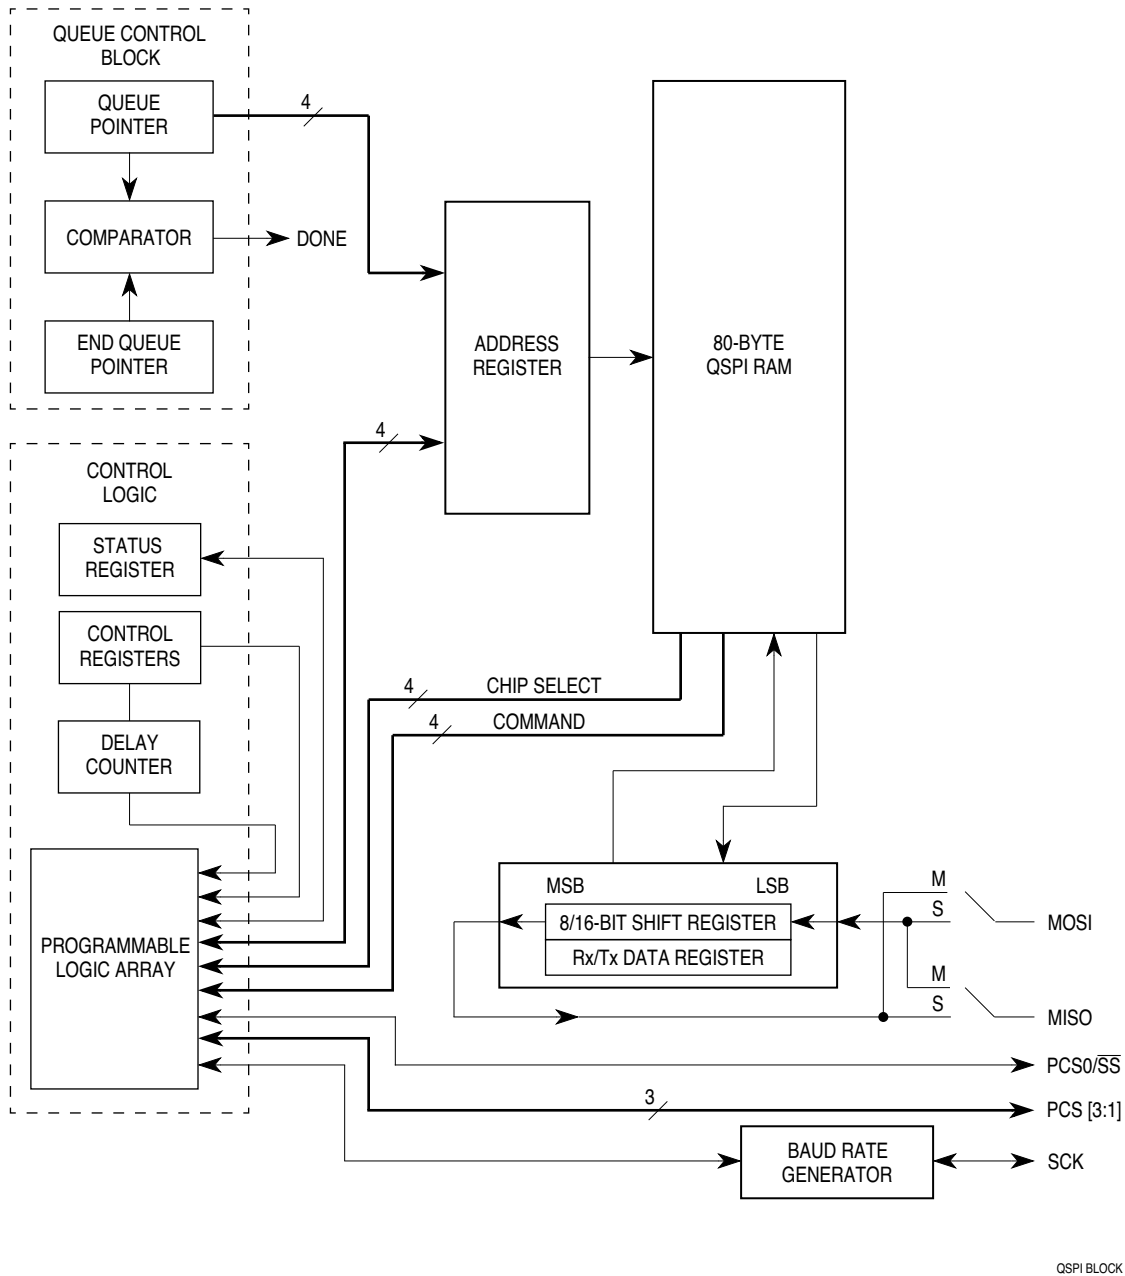 QUEUE CONTROL
BLOCK
QUEUE
POINTER
4
COMPARATOR
DONE
END QUEUE
POINTER
ADDRESS
REGISTER
80-BYTE
QSPI RAM
4
CONTROL
LOGIC
STATUS
REGISTER
CONTROL
REGISTERS
DELAY
COUNTER
4
CHIP SELECT
4
COMMAND
PROGRAMMABLE
LOGIC ARRAY
MSB
LSB
8/16-BIT SHIFT REGISTER
Rx/Tx DATA REGISTER
M
S
MOSI
M
S
MISO
PCS0/S̅S̅
3
PCS [3:1]
BAUD RATE
GENERATOR
SCK
QSPI BLOCK